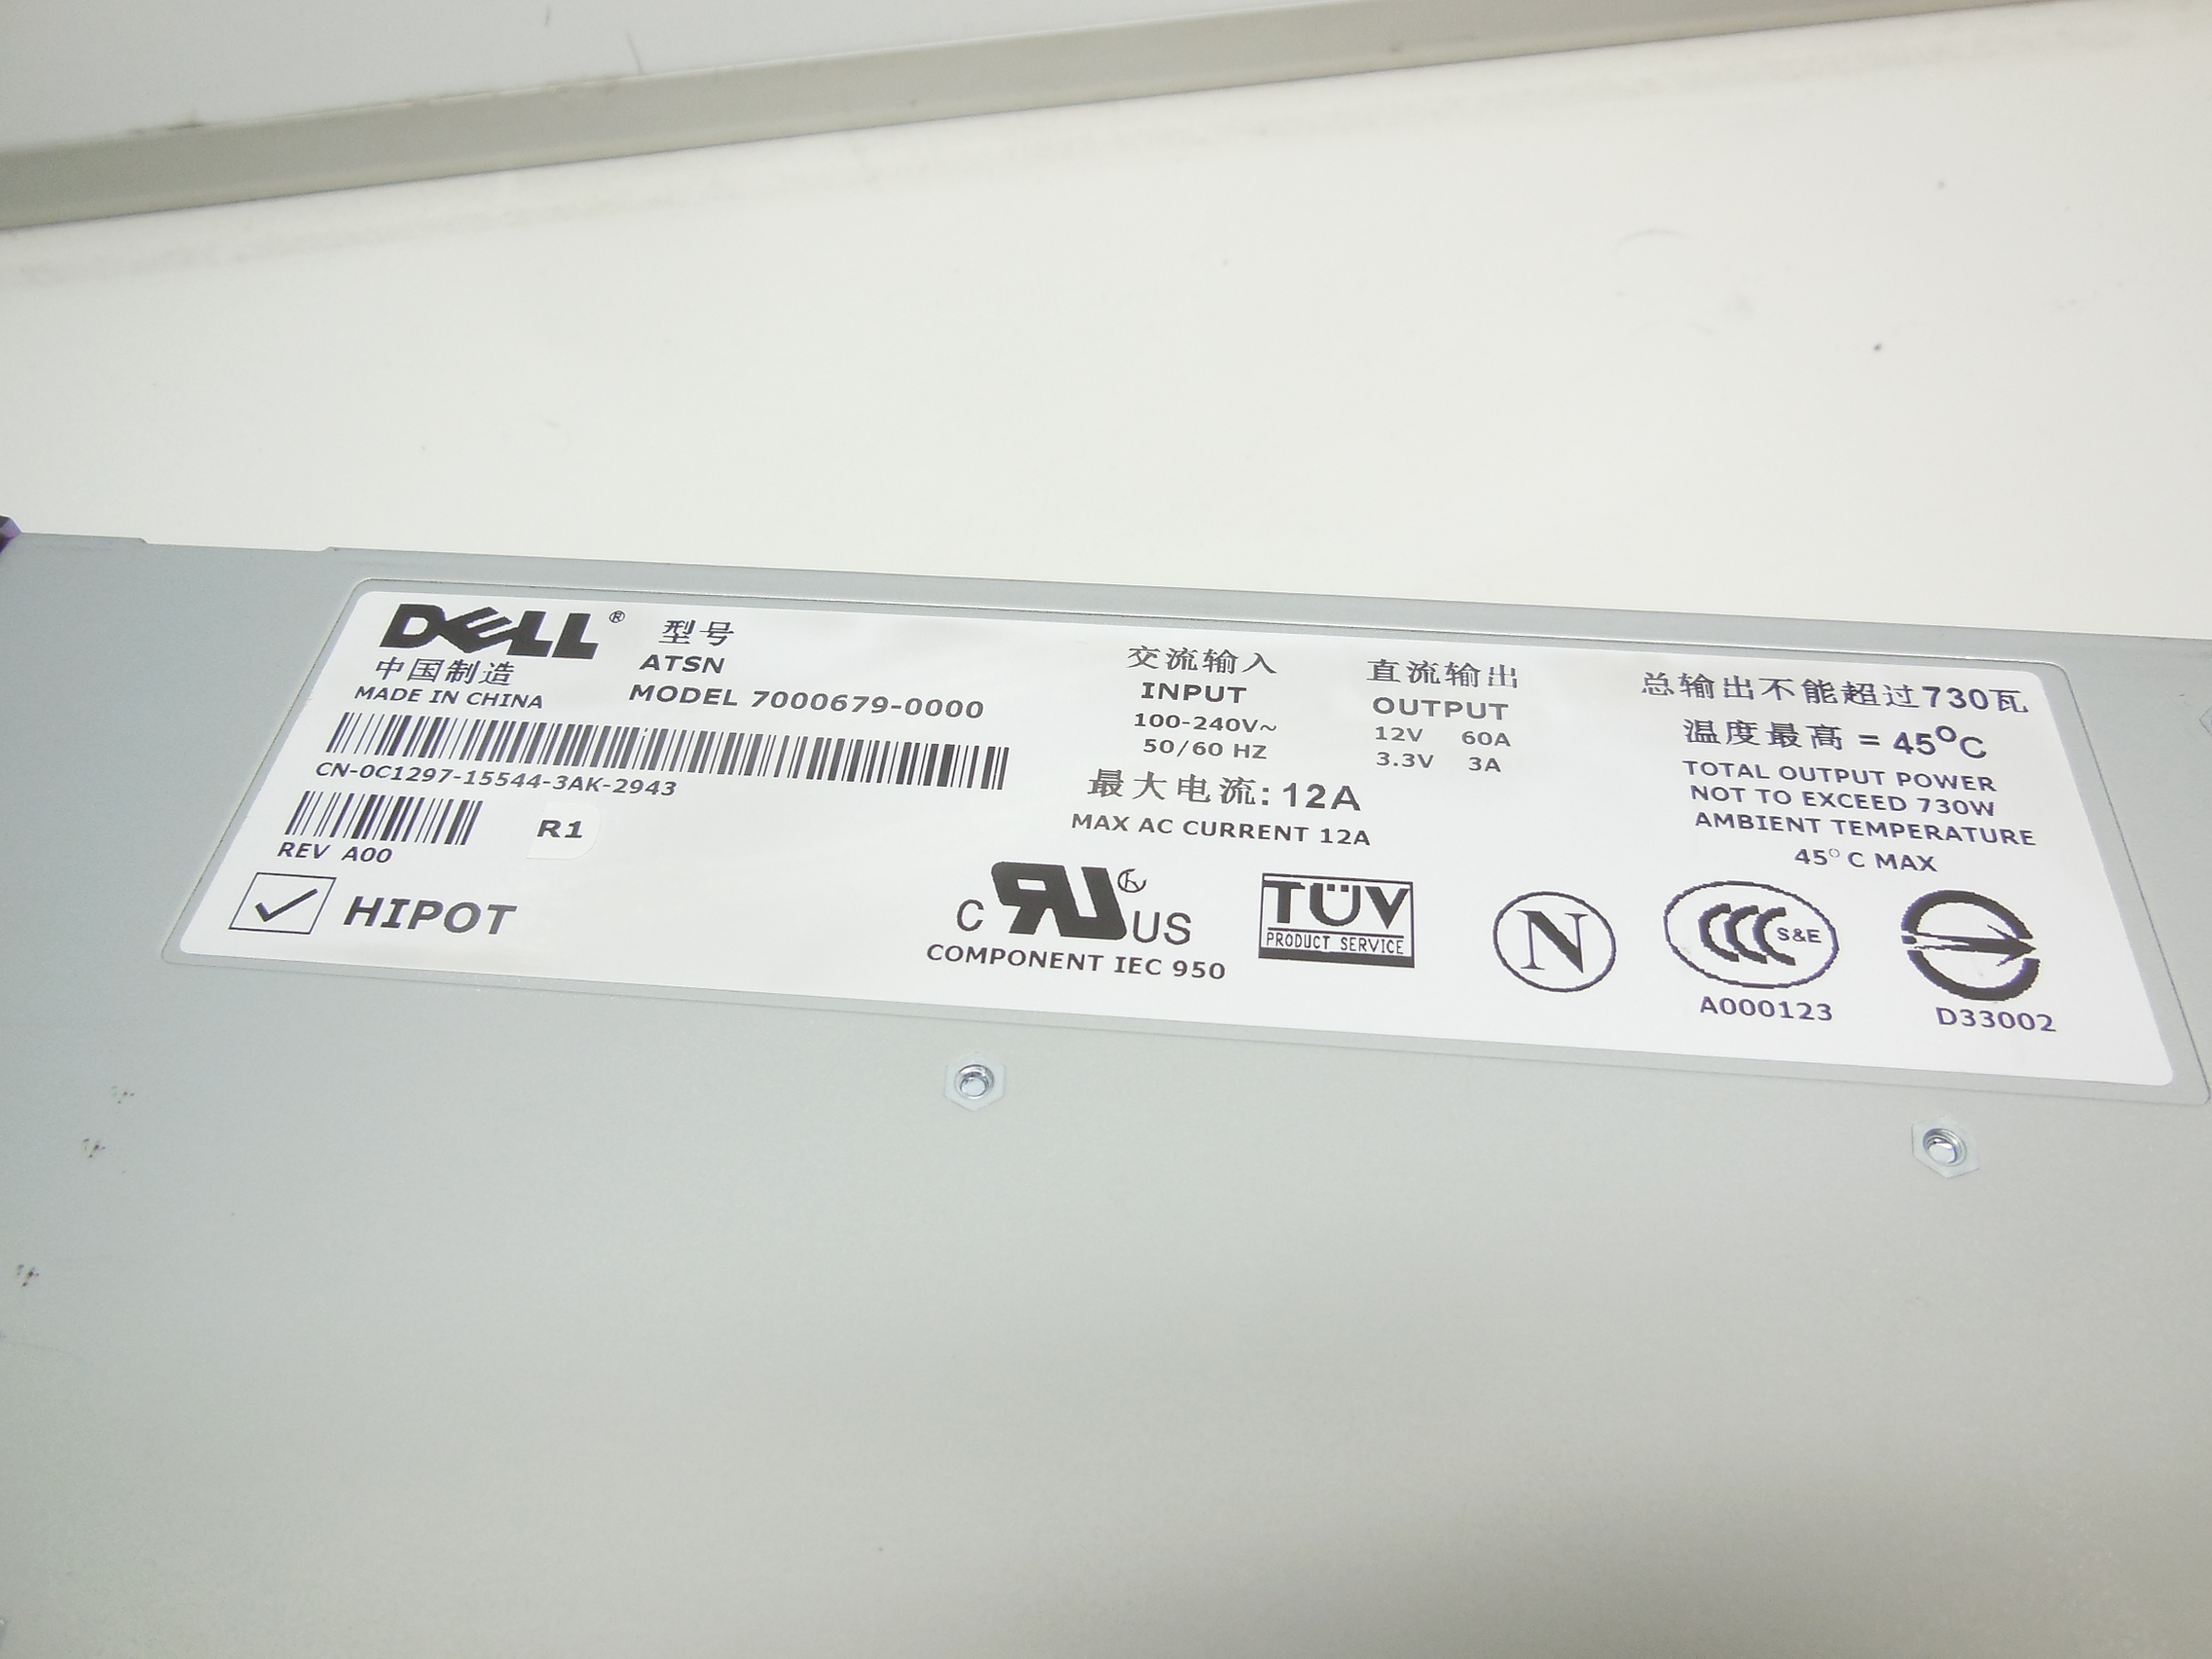 DELL®
中国制造
MADE IN CHINA
型号
ATSN
MODEL 7000679-0000
CN-0C1297-15544-3AK-2943
REV A00
R1
HIPOT
交流输入
INPUT
100-240V~
50/60 HZ
最大电流: 12A
MAX AC CURRENT 12A
直流输出
OUTPUT
12V 60A
3.3V 3A
总输出不能超过730瓦
温度最高 = 45°C
TOTAL OUTPUT POWER
NOT TO EXCEED 730W
AMBIENT TEMPERATURE
45° C MAX
C RU US
COMPONENT IEC 950
TÜV
PRODUCT SERVICE
N
CCC S&E
A000123
D33002